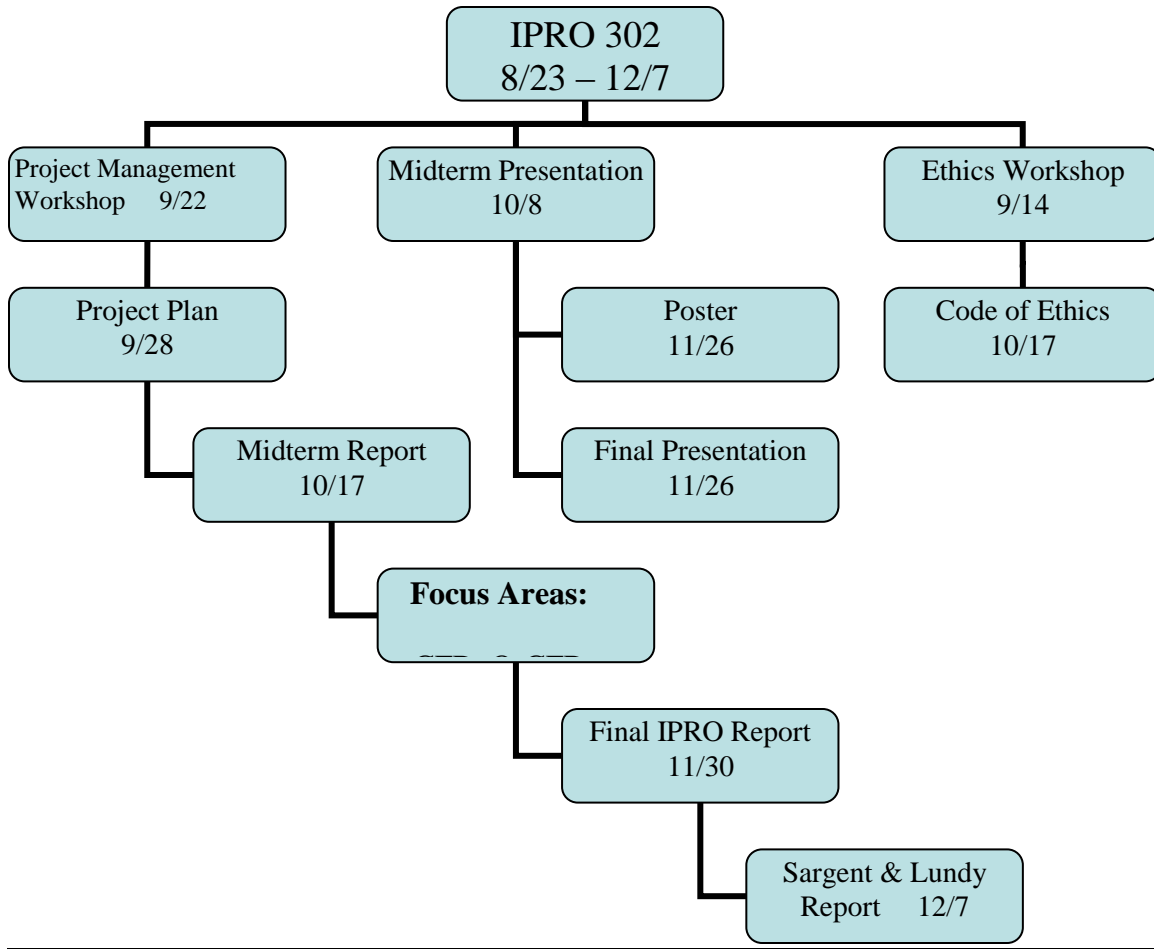 IPRO 302
8/23 – 12/7
Project Management
Workshop 9/22
Midterm Presentation
10/8
Ethics Workshop
9/14
Project Plan
9/28
Poster
11/26
Code of Ethics
10/17
Midterm Report
10/17
Final Presentation
11/26
Focus Areas:
Final IPRO Report
11/30
Sargent & Lundy
Report 12/7